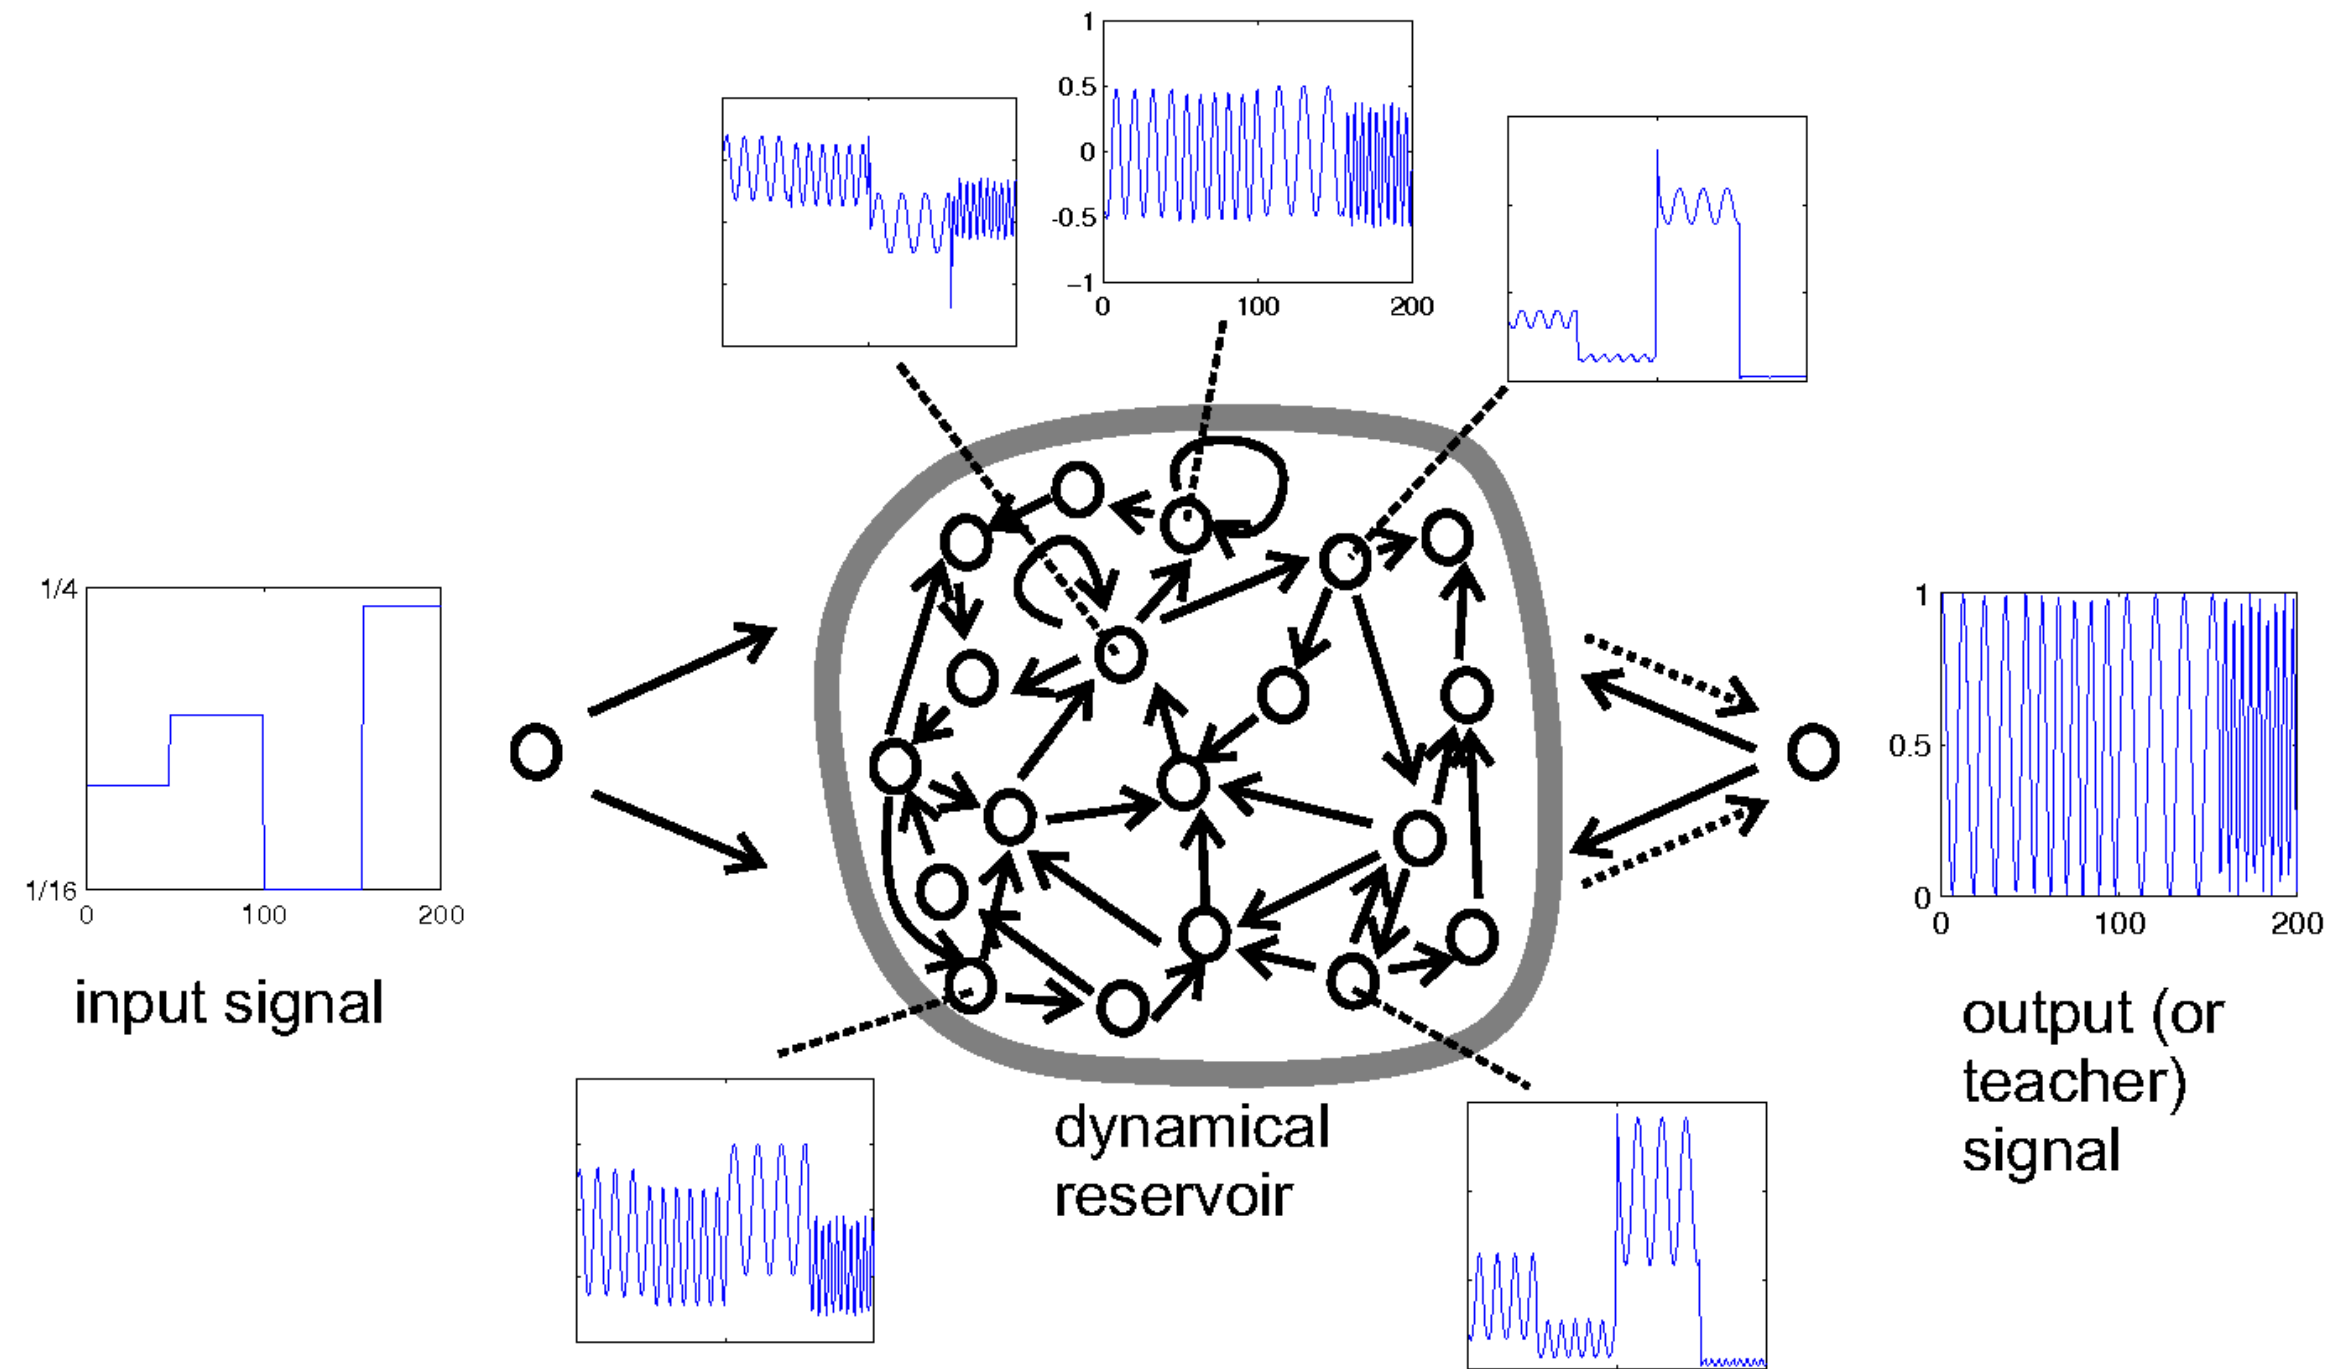 1
0.5
0
-0.5
−1
0 100 200
1/4
1/16
0 100 200
input signal
1
0.5
0
0 100 200
output (or
teacher)
signal
dynamical
reservoir